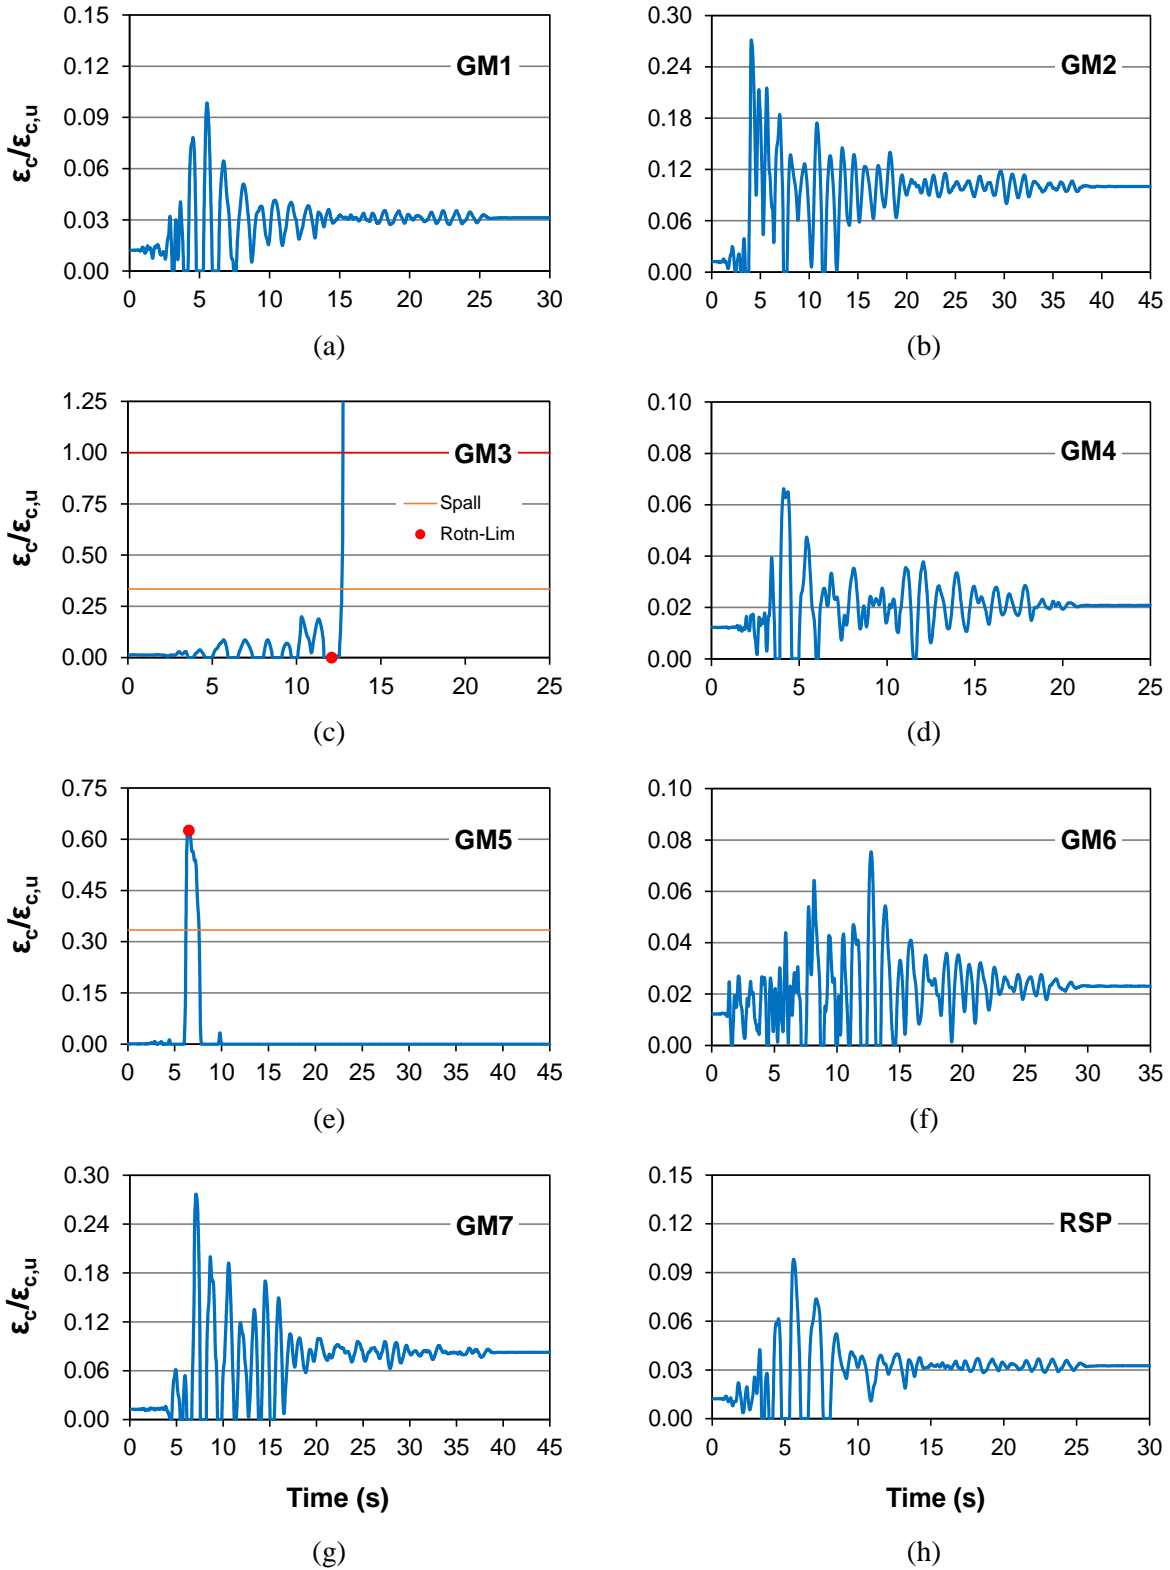 0.15
0.12
0.09
0.06
0.03
0.00
εc/εc,u
GM1
0 5 10 15 20 25 30
(a)
0.30
0.24
0.18
0.12
0.06
0.00
GM2
0 5 10 15 20 25 30 35 40 45
(b)
1.25
1.00
0.75
0.50
0.25
0.00
εc/εc,u
GM3
Spall
Rotn-Lim
0 5 10 15 20 25
(c)
0.10
0.08
0.06
0.04
0.02
0.00
GM4
0 5 10 15 20 25
(d)
0.75
0.60
0.45
0.30
0.15
0.00
εc/εc,u
GM5
0 5 10 15 20 25 30 35 40 45
(e)
0.10
0.08
0.06
0.04
0.02
0.00
GM6
0 5 10 15 20 25 30 35
(f)
0.30
0.24
0.18
0.12
0.06
0.00
εc/εc,u
GM7
0 5 10 15 20 25 30 35 40 45
Time (s)
(g)
0.15
0.12
0.09
0.06
0.03
0.00
RSP
0 5 10 15 20 25 30
Time (s)
(h)